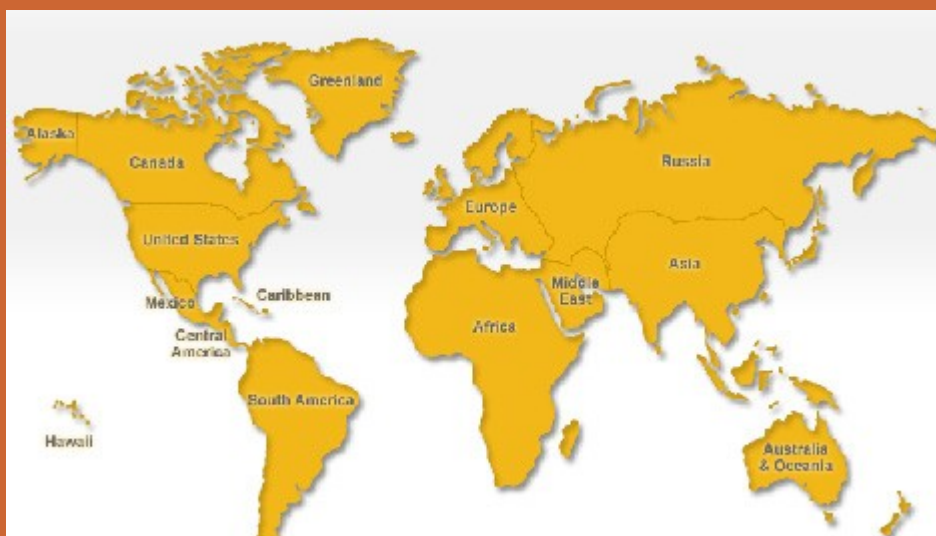 Greenland
Alaska
Canada
Russia
Europe
United States
Asia
Middle
East
Caribbean
Mexico
Africa
Central
America
South America
Hawaii
Australia
& Oceania